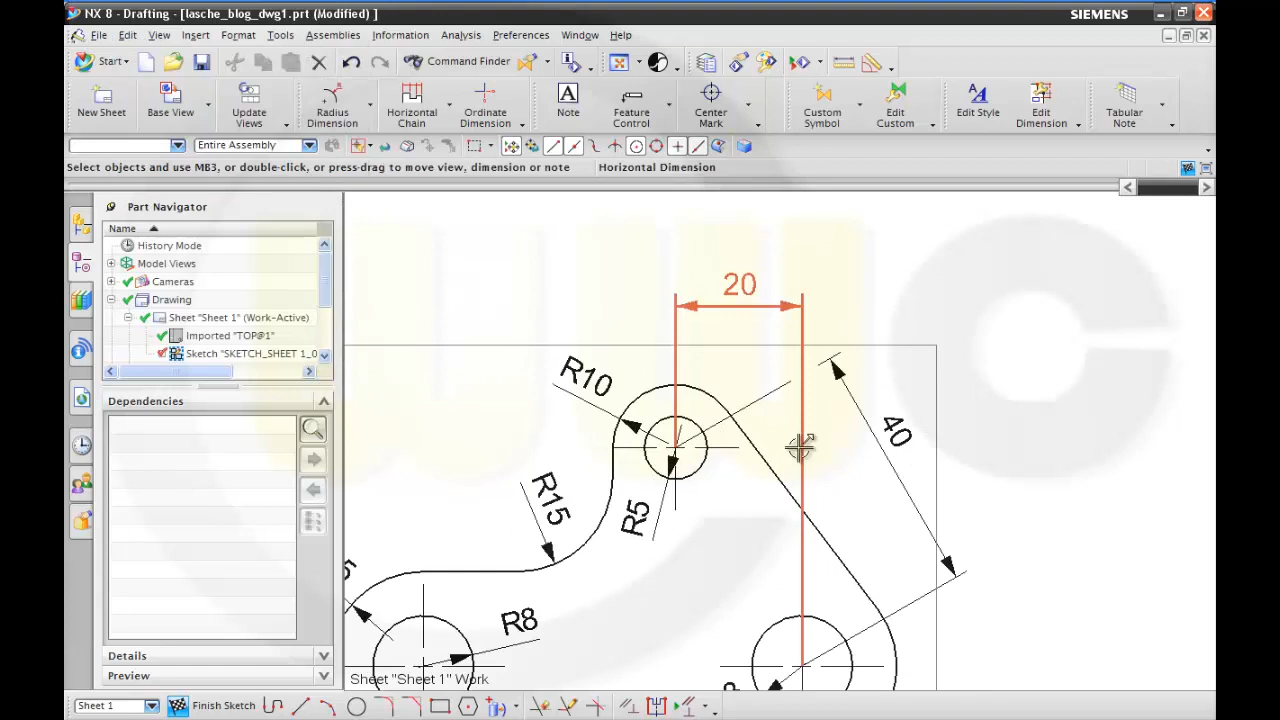 NX 8 - Drafting - [lasche_blog_dwg1.prt (Modified) ]
SIEMENS
File Edit View Insert Format Tools Assemblies Information Analysis Preferences Window Help
Start
Command Finder
New Sheet
Base View
Update Views
Radius Dimension
Horizontal Chain
Ordinate Dimension
Note
Feature Control
Center Mark
Custom Symbol
Edit Custom
Edit Style
Edit Dimension
Tabular Note
Entire Assembly
Select objects and use MB3, or double-click, or press-drag to move view, dimension or note
Horizontal Dimension
Part Navigator
Name
History Mode
Model Views
Cameras
Drawing
Sheet "Sheet 1" (Work-Active)
Imported "TOP@1"
Sketch "SKETCH_SHEET 1_0
Dependencies
Details
Preview
20
R10
40
R15
R5
R8
Sheet "Sheet 1" Work
Sheet 1
Finish Sketch